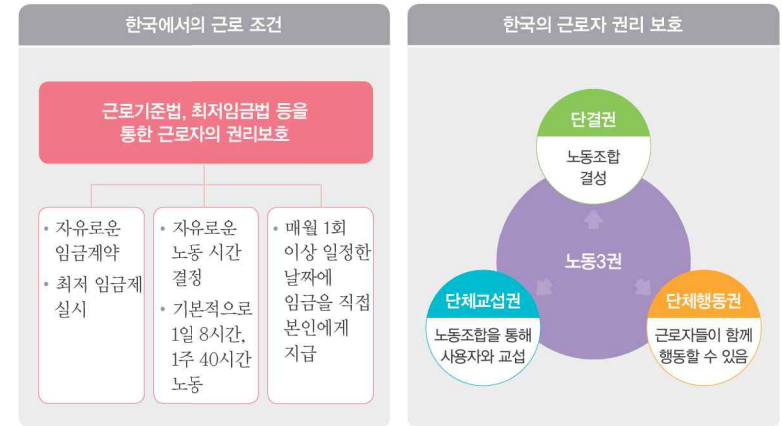 한국에서의 근로 조건
근로기준법, 최저임금법 등을
통한 근로자의 권리보호
• 자유로운
임금계약
• 최저 임금제
실시
• 자유로운
노동 시간
결정
• 기본적으로
1일 8시간,
1주 40시간
노동
• 매월 1회
이상 일정한
날짜에
임금을 직접
본인에게
지급
한국의 근로자 권리 보호
단결권
노동조합
결성
노동3권
단체교섭권
노동조합을 통해
사용자와 교섭
단체행동권
근로자들이 함께
행동할 수 있음